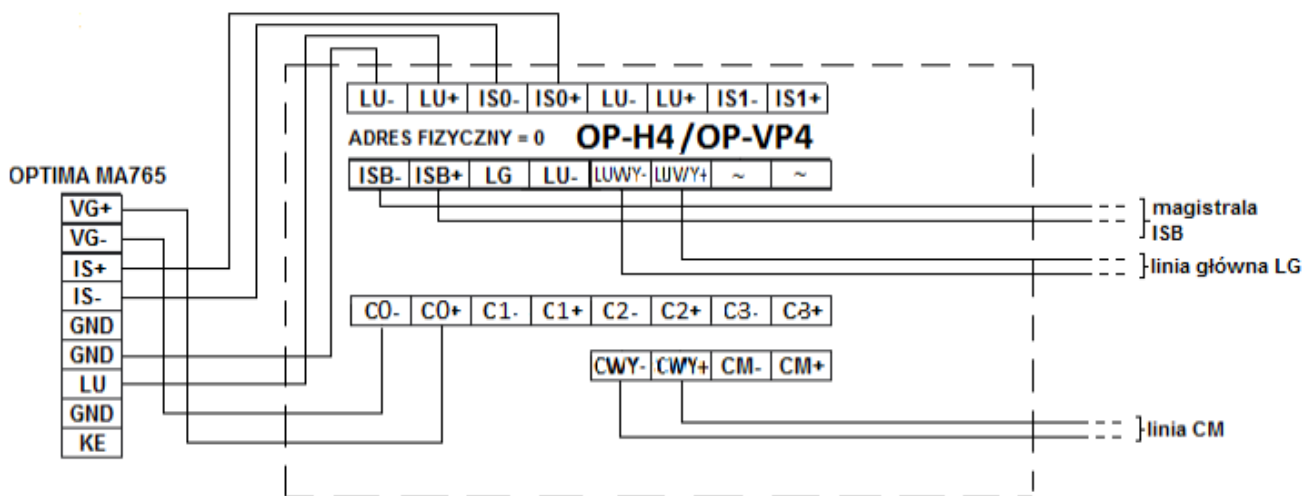 LU- LU+ IS0- IS0+ LU- LU+ IS1- IS1+
ADRES FIZYCZNY = 0 OP-H4 / OP-VP4
ISB- ISB+ LG LU- LUWY- LUWY+ ~ ~
OPTIMA MA765
VG+
VG-
IS+
IS-
GND
GND
LU
GND
KE
magistrala
ISB
linia główna LG
C0- C0+ C1- C1+ C2- C2+ C3- C3+
CWY- CWY+ CM- CM+
linia CM